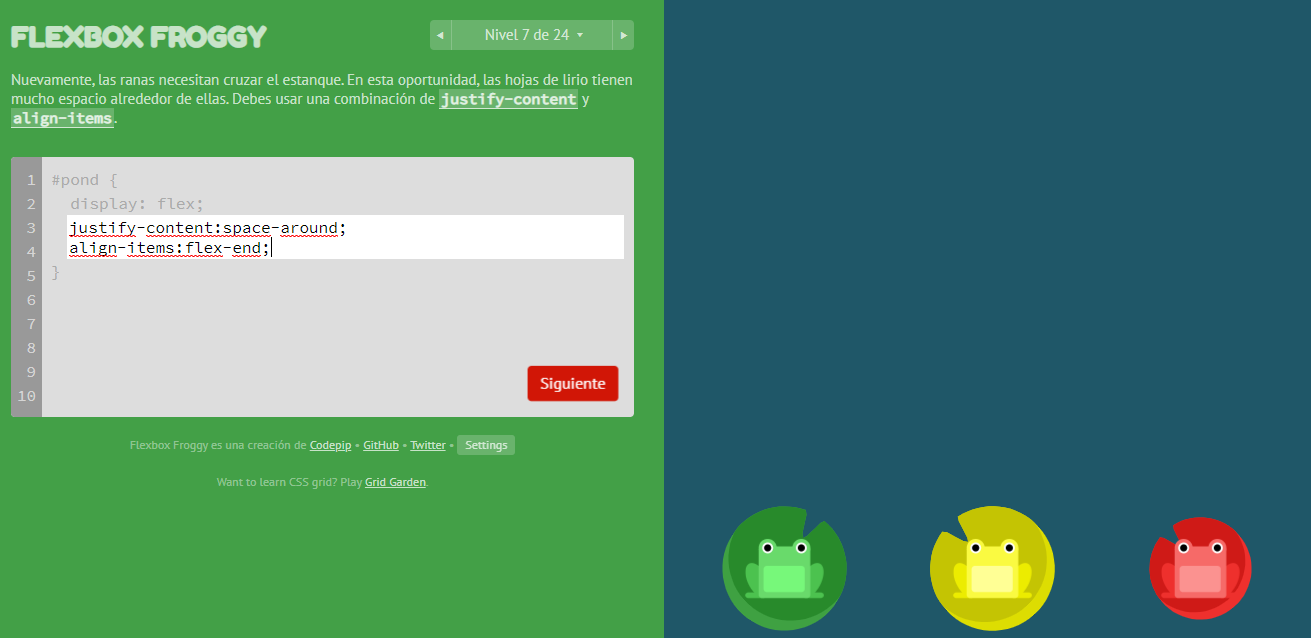 FLEXBOX FROGGY
Nivel 7 de 24
Nuevamente, las ranas necesitan cruzar el estanque. En esta oportunidad, las hojas de lirio tienen
mucho espacio alrededor de ellas. Debes usar una combinación de justify-content y
align-items.
1 #pond {
2 display: flex;
3 justify-content:space-around;
4 align-items:flex-end;
5 }
6
7
8
9
10
Siguiente
Flexbox Froggy es una creación de Codepip • GitHub • Twitter • Settings
Want to learn CSS grid? Play Grid Garden.